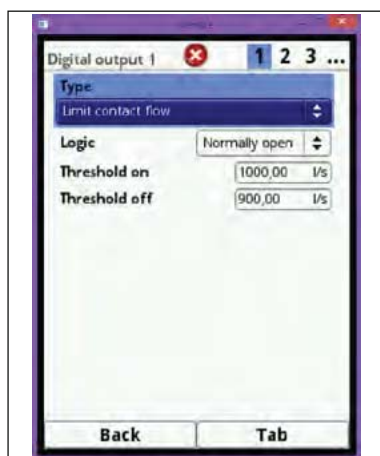 Digital output 1 1 2 3 ...
Type
Limit contact flow
Logic Normally open
Threshold on 1000,00 l/s
Threshold off 900,00 l/s
Back Tab